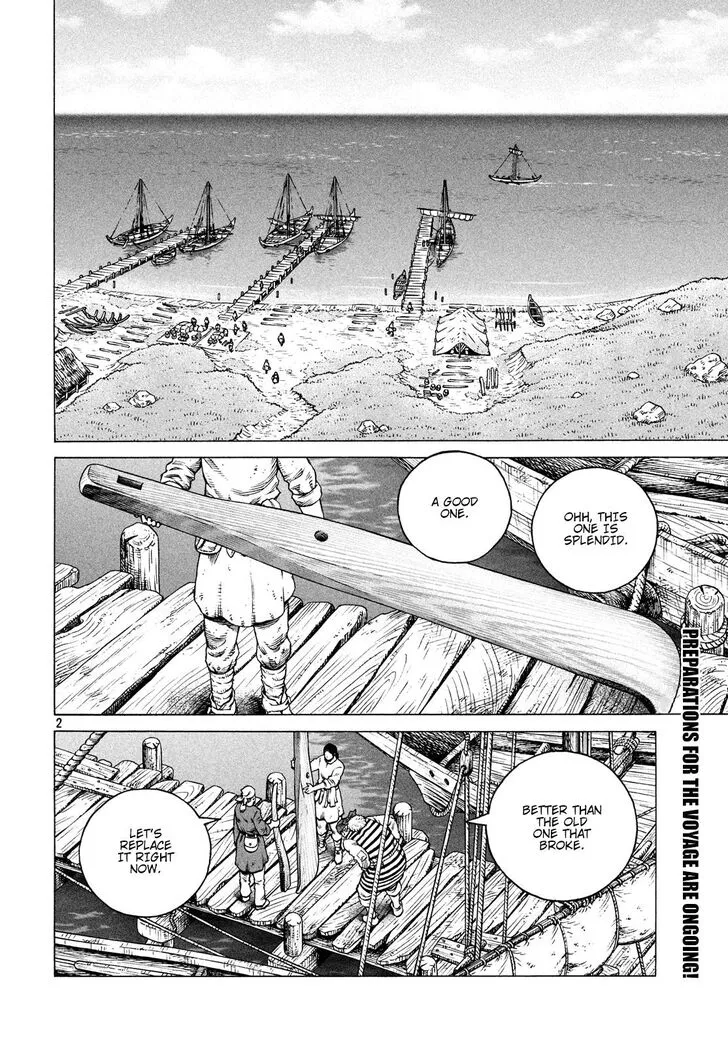 OHH, THIS
ONE IS
SPLENDID.
A GOOD
ONE.
PREPARATIONS FOR THE VOYAGE ARE ONGOING!
2
BETTER THAN
THE OLD
ONE THAT
BROKE.
LET'S
REPLACE
IT RIGHT
NOW.